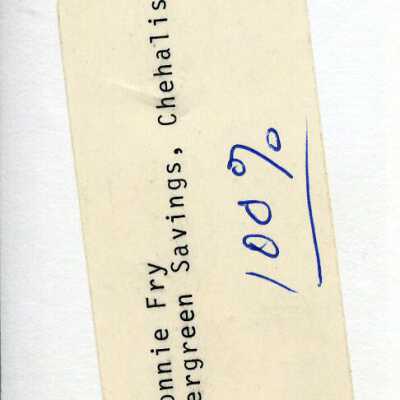 onnie Fry
ergreen Savings, Chehalis
100%